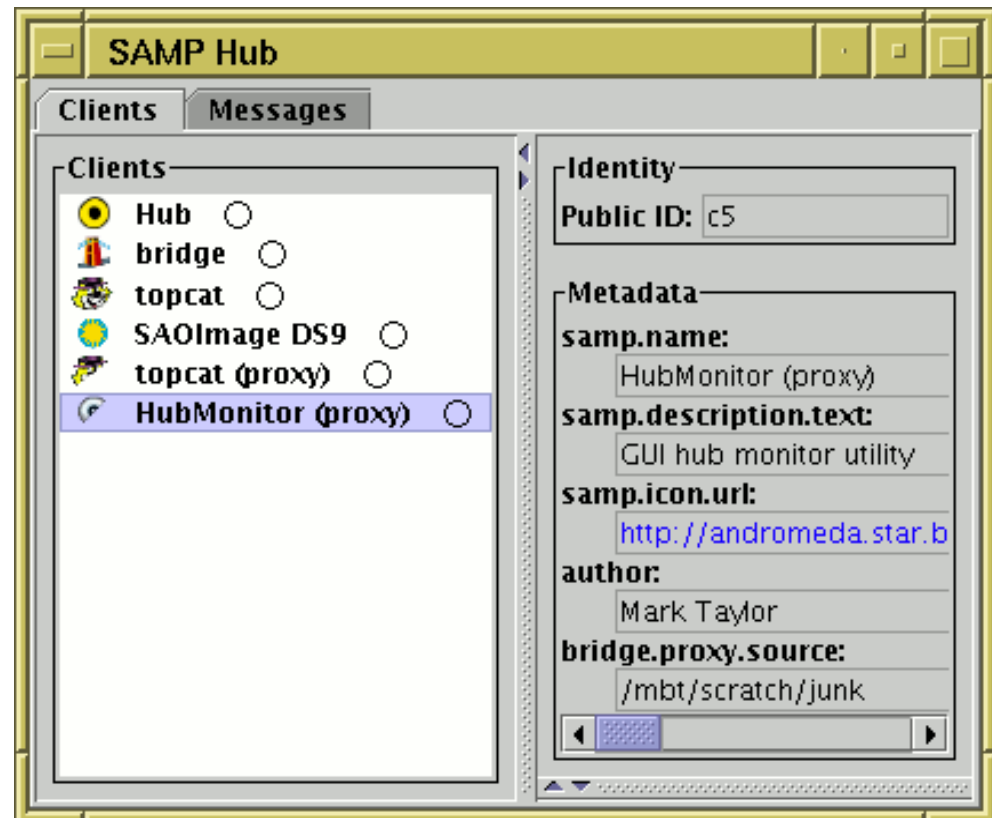 SAMP Hub
Clients Messages
Clients
Hub
bridge
topcat
SAOImage DS9
topcat (proxy)
HubMonitor (proxy)
Identity
Public ID: c5
Metadata
samp.name:
HubMonitor (proxy)
samp.description.text:
GUI hub monitor utility
samp.icon.url:
http://andromeda.star.b
author:
Mark Taylor
bridge.proxy.source:
/mbt/scratch/junk